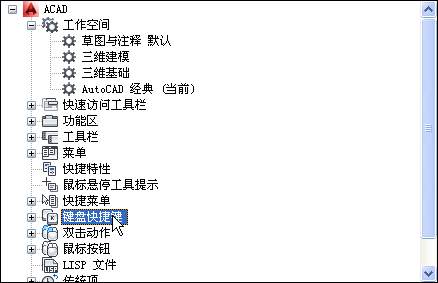 ACAD
工作空间
草图与注释 默认
三维建模
三维基础
AutoCAD 经典 (当前)
快速访问工具栏
功能区
工具栏
菜单
快捷特性
鼠标悬停工具提示
快捷菜单
键盘快捷键
双击动作
鼠标按钮
LISP 文件
传统项